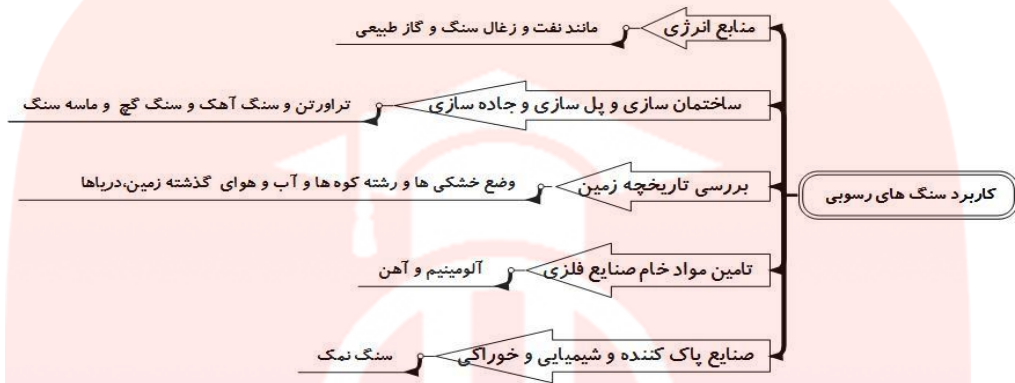 کاربرد سنگ های رسوبی
منابع انرژی
مانند نفت و زغال سنگ و گاز طبیعی
ساختمان سازی و پل سازی و جاده سازی
تراورتن و سنگ آهک و سنگ گچ و ماسه سنگ
بررسی تاریخچه زمین
وضع خشکی ها و رشته کوه ها و آب و هوای گذشته زمین،دریاها
تامین مواد خام صنایع فلزی
آلومینیم و آهن
صنایع پاک کننده و شیمیایی و خوراکی
سنگ نمک